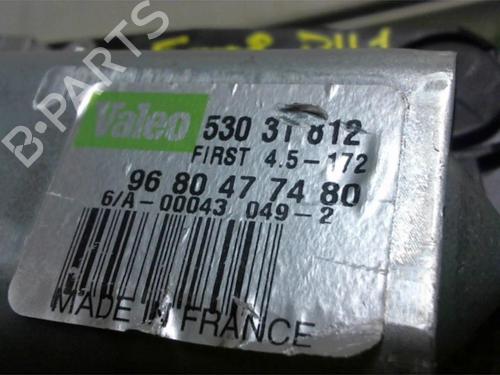 Valeo 530 31 812
FIRST 4.5-172
96 80 47 74 80
6/A-00043 049-2
MADE IN FRANCE
B-PARTS